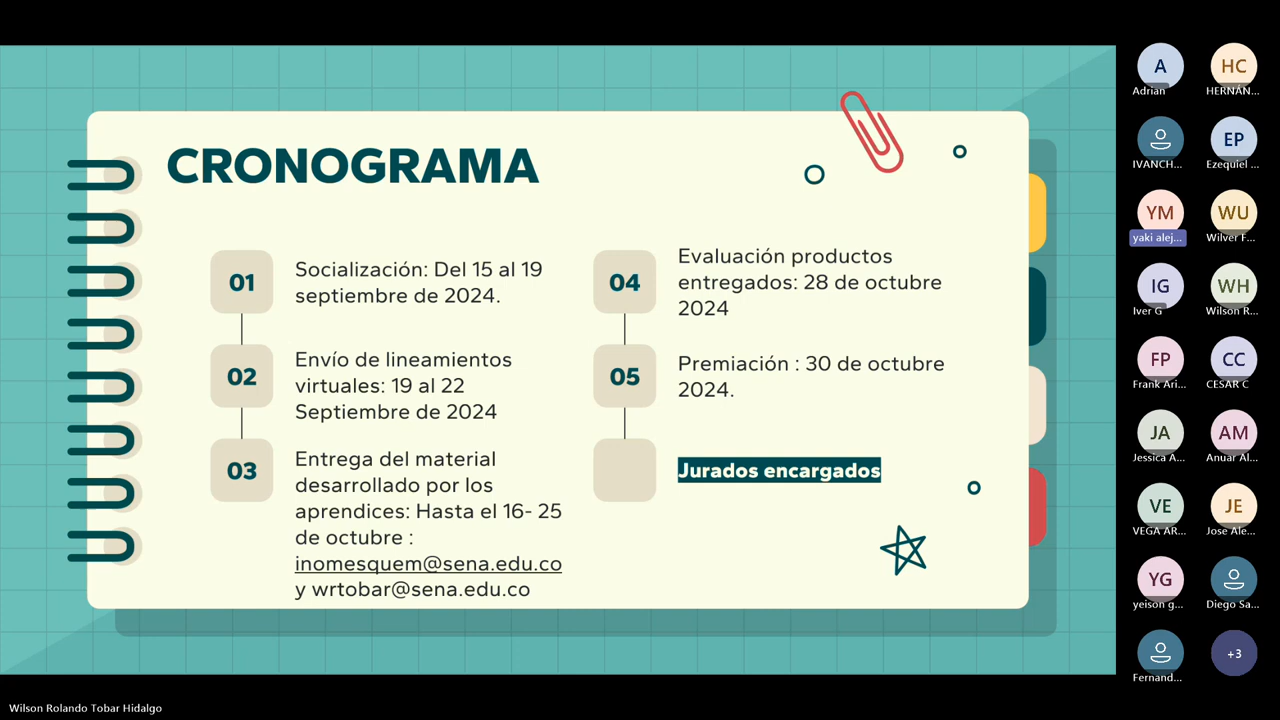 CRONOGRAMA
01
Socialización: Del 15 al 19
septiembre de 2024.
02
Envío de lineamientos
virtuales: 19 al 22
Septiembre de 2024
03
Entrega del material
desarrollado por los
aprendices: Hasta el 16- 25
de octubre :
inomesquem@sena.edu.co
y wrtobar@sena.edu.co
04
Evaluación productos
entregados: 28 de octubre
2024
05
Premiación : 30 de octubre
2024.
Jurados encargados
A
Adrian
HC
HERNÁN...
IVANCH...
EP
Ezequiel ...
YM
yaki alej...
WU
Wilver F...
IG
Iver G
WH
Wilson R...
FP
Frank Ari...
CC
CESAR C
JA
Jessica A...
AM
Anuar Al...
VE
VEGA AR...
JE
Jose Ale...
YG
yeison g...
Diego Sa...
Fernand...
+3
Wilson Rolando Tobar Hidalgo